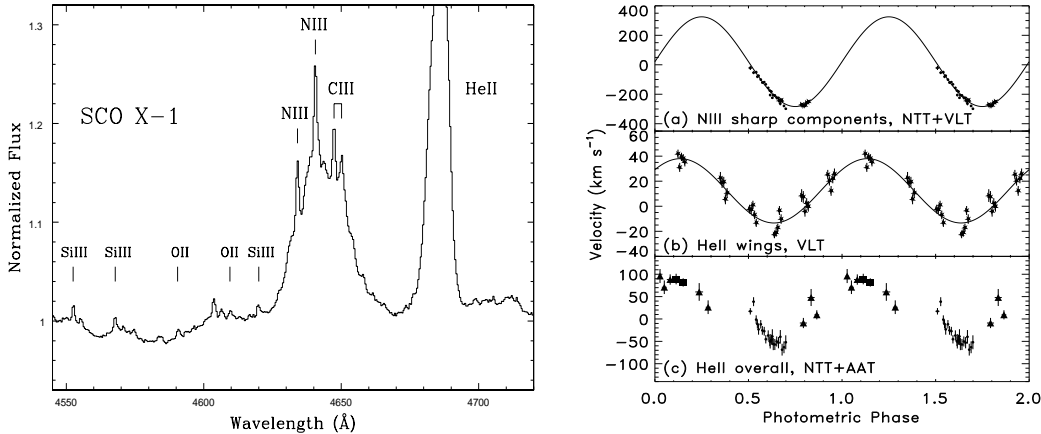 1.3
1.2
1.1
1
Normalized Flux
SCO X-1
NIII
CIII
NIII
HeII
SiIII SiIII OII OII SiIII
4550 4600 4650 4700
Wavelength (Å)
400
200
0
-200
-400
(a) NIII sharp components, NTT+VLT
40
20
0
-20
-40
(b) HeII wings, VLT
100
50
0
-50
-100
(c) HeII overall, NTT+AAT
Velocity (km s⁻¹)
0.0 0.5 1.0 1.5 2.0
Photometric Phase